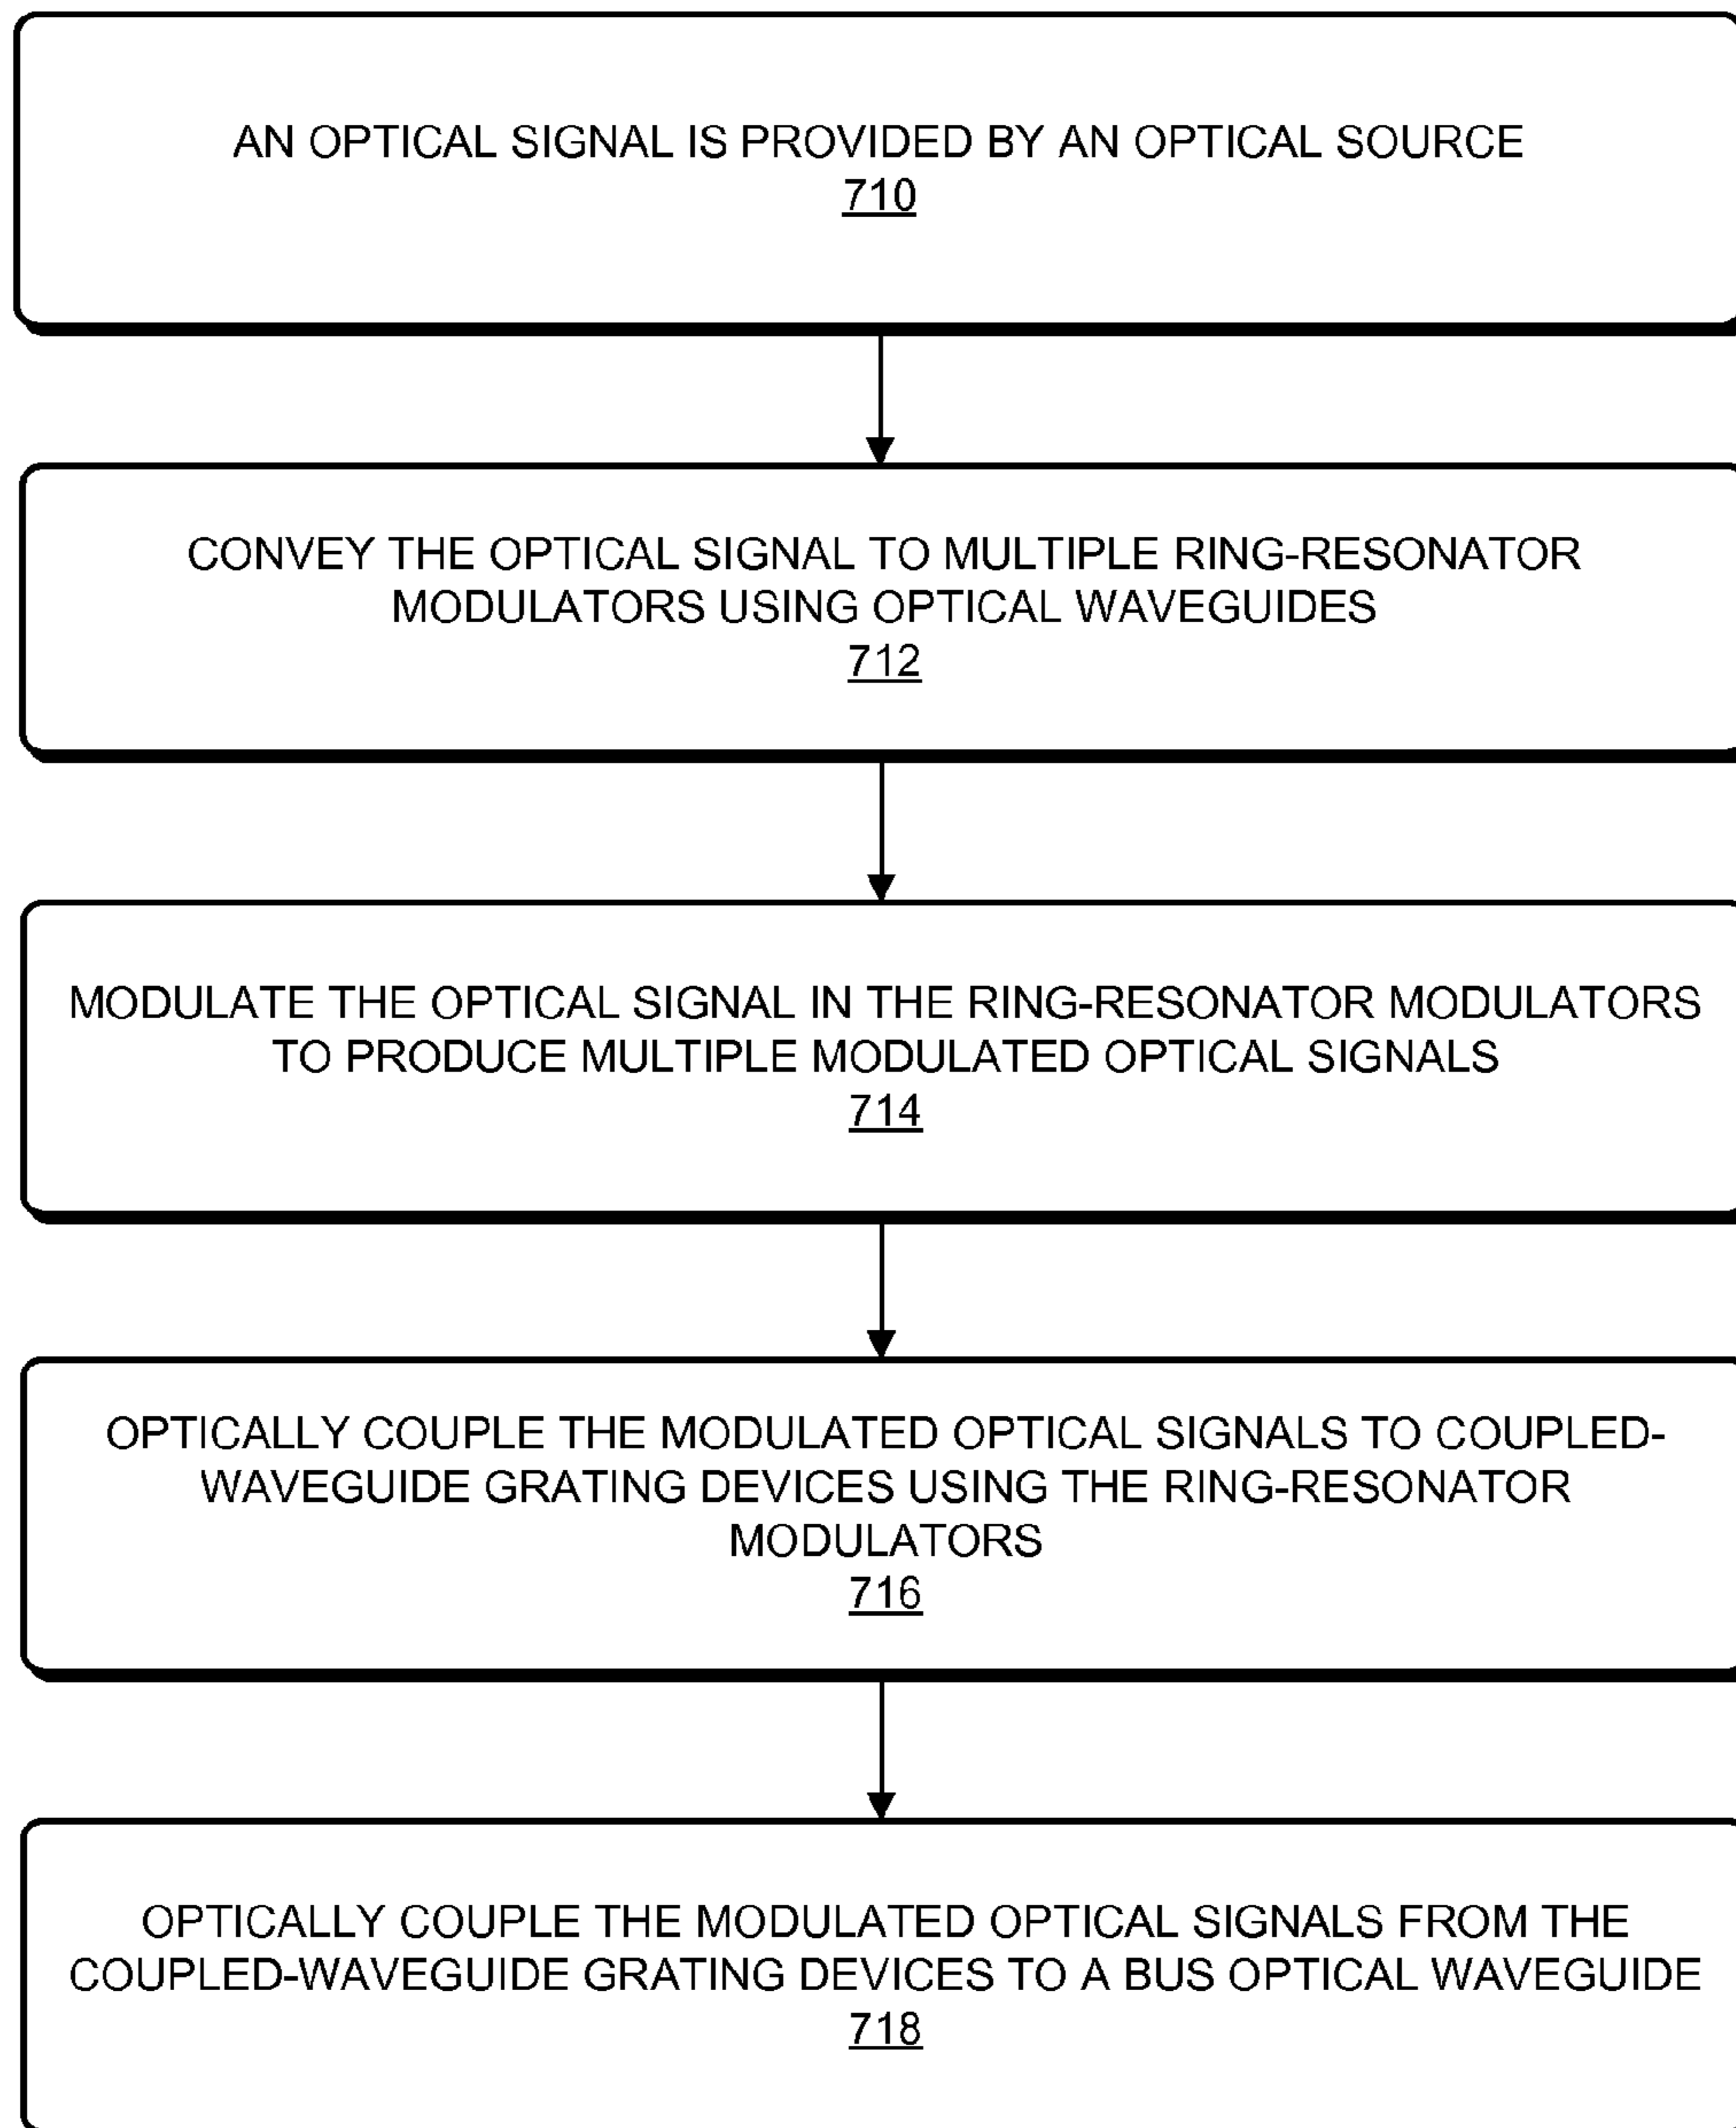 AN OPTICAL SIGNAL IS PROVIDED BY AN OPTICAL SOURCE
710
CONVEY THE OPTICAL SIGNAL TO MULTIPLE RING-RESONATOR
MODULATORS USING OPTICAL WAVEGUIDES
712
MODULATE THE OPTICAL SIGNAL IN THE RING-RESONATOR MODULATORS
TO PRODUCE MULTIPLE MODULATED OPTICAL SIGNALS
714
OPTICALLY COUPLE THE MODULATED OPTICAL SIGNALS TO COUPLED-
WAVEGUIDE GRATING DEVICES USING THE RING-RESONATOR
MODULATORS
716
OPTICALLY COUPLE THE MODULATED OPTICAL SIGNALS FROM THE
COUPLED-WAVEGUIDE GRATING DEVICES TO A BUS OPTICAL WAVEGUIDE
718